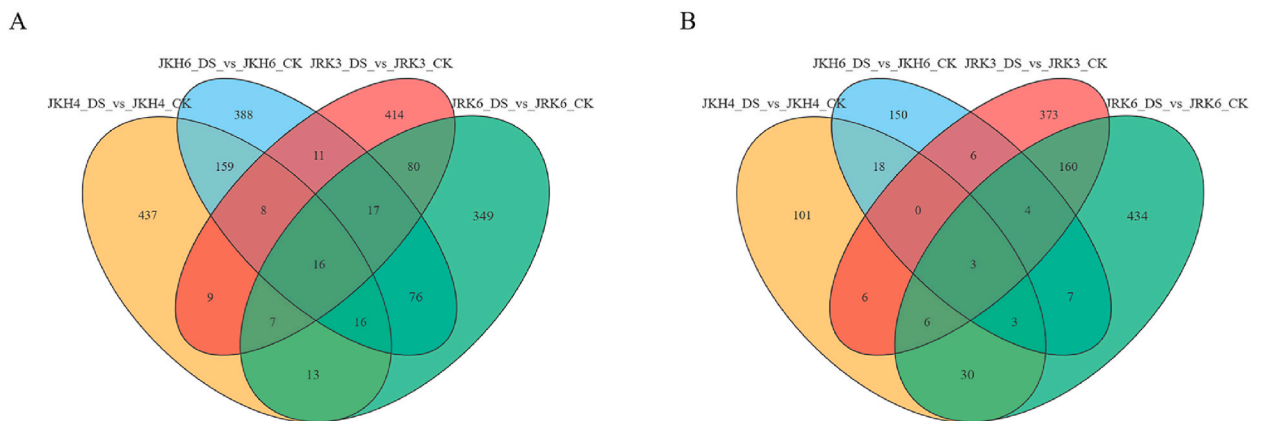 A B
JKH6_DS_vs_JKH6_CK JRK3_DS_vs_JRK3_CK
JKH4_DS_vs_JKH4_CK JRK6_DS_vs_JRK6_CK
388 414
159 11 80
437 8 17 349
16
9 76
7 16
13
JKH6_DS_vs_JKH6_CK JRK3_DS_vs_JRK3_CK
JKH4_DS_vs_JKH4_CK JRK6_DS_vs_JRK6_CK
150 373
18 6 160
101 0 4 434
3
6 7
6 3
30